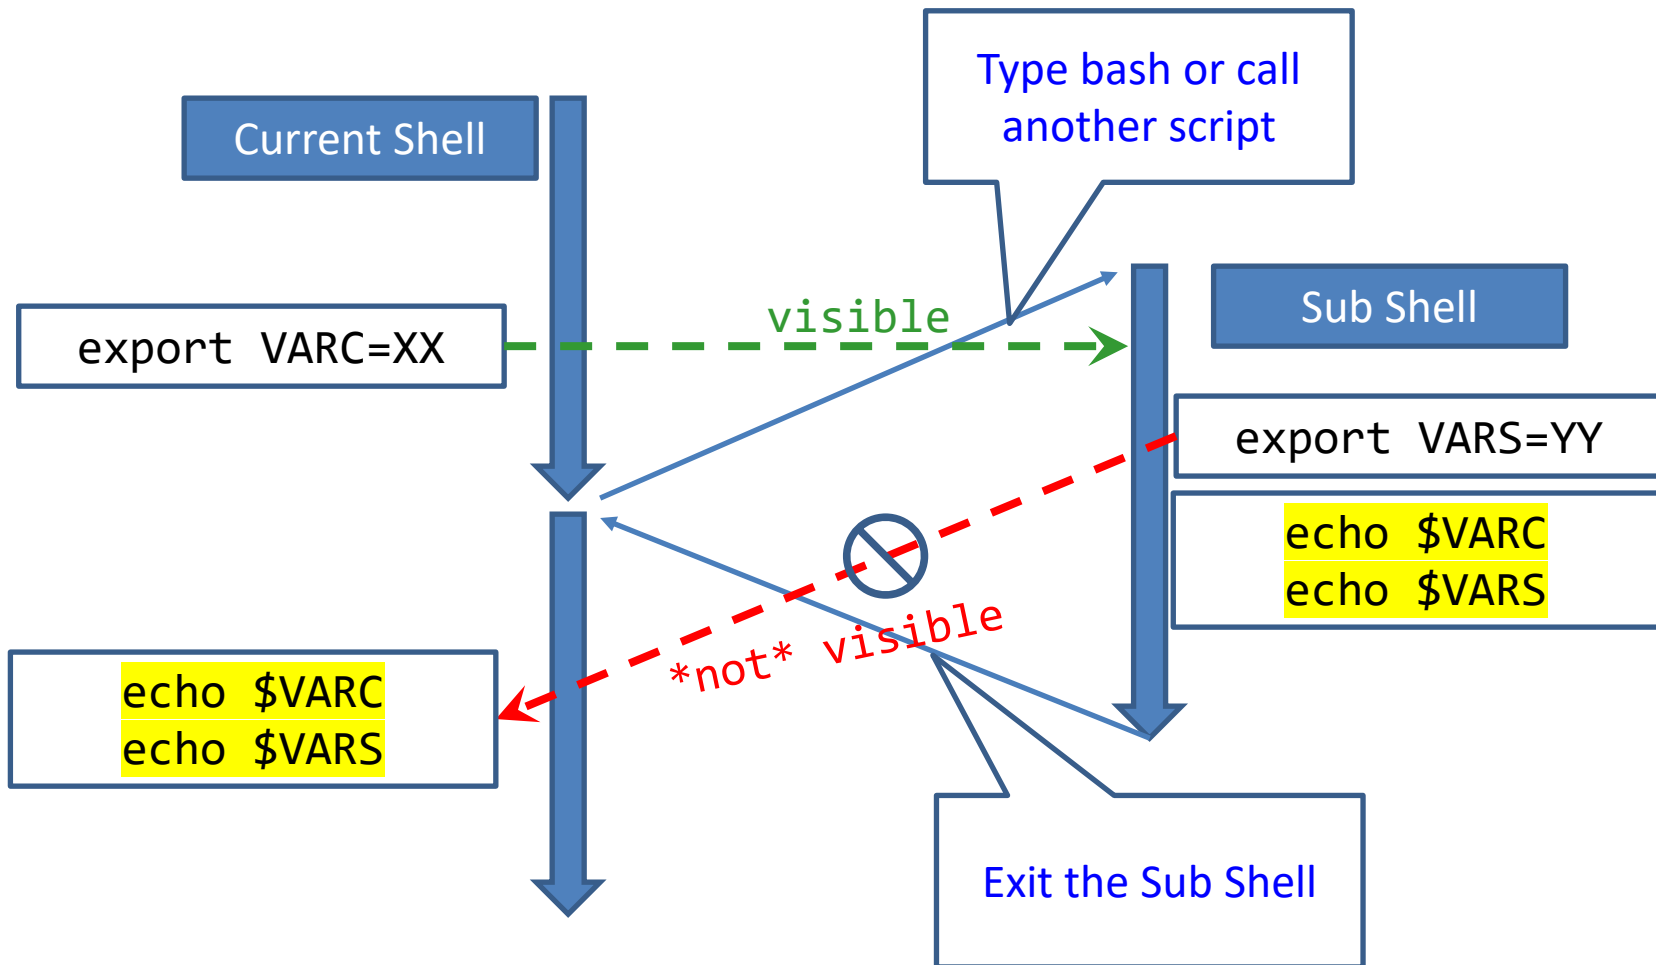 Type bash or call
another script
Current Shell
Sub Shell
visible
export VARC=XX
export VARS=YY
echo $VARC
echo $VARS
*not* visible
echo $VARC
echo $VARS
Exit the Sub Shell